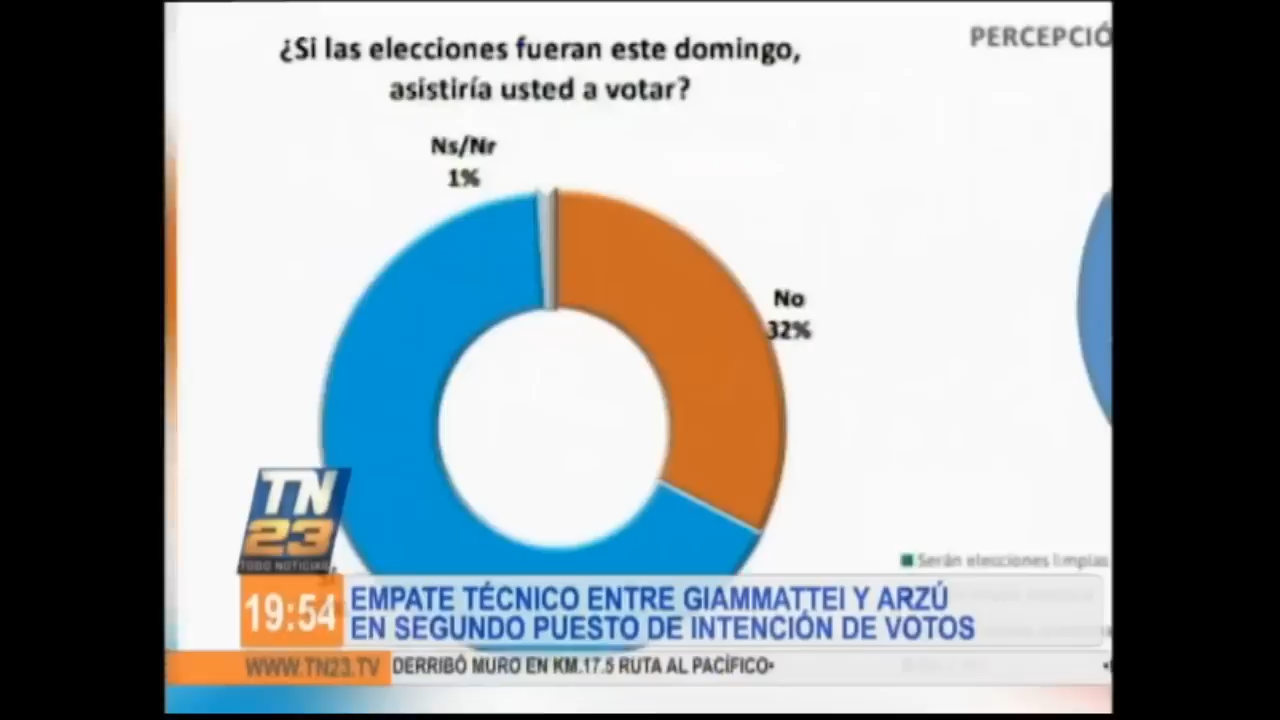 ¿Si las elecciones fueran este domingo,
asistiría usted a votar?
PERCEPCIÓ
Ns/Nr
1%
No
32%
Serán elecciones limpias
TN
23
TODO NOTICIAS
19:54
EMPATE TÉCNICO ENTRE GIAMMATTEI Y ARZÚ
EN SEGUNDO PUESTO DE INTENCIÓN DE VOTOS
WWW.TN23.TV
DERRIBÓ MURO EN KM.17.5 RUTA AL PACÍFICO•